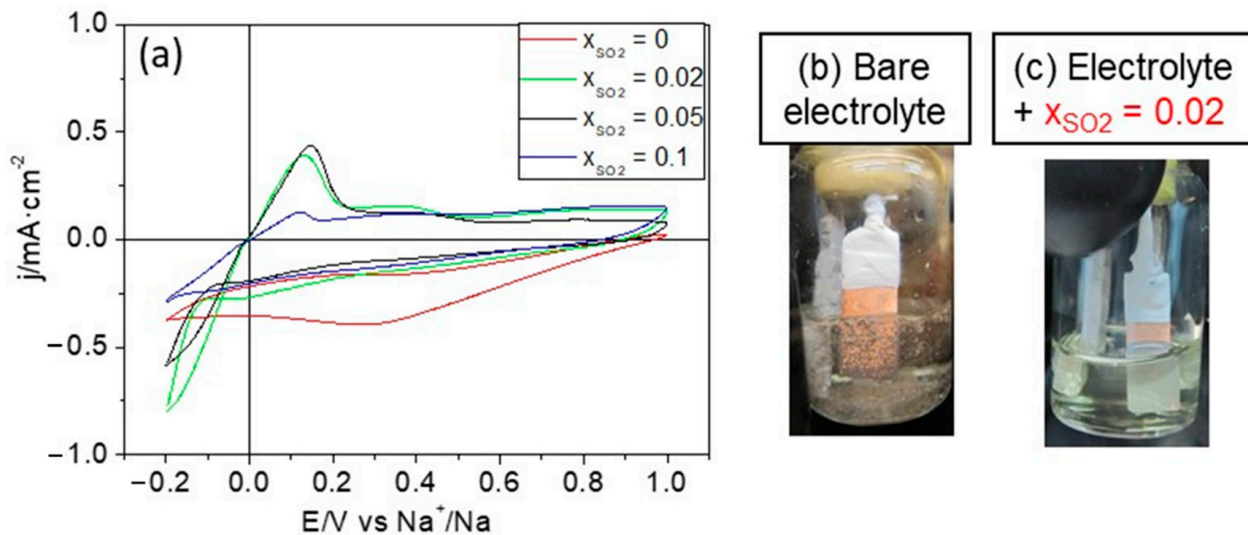 (a)
x_SO2 = 0
x_SO2 = 0.02
x_SO2 = 0.05
x_SO2 = 0.1
1.0
0.5
0.0
−0.5
−1.0
j/mA·cm⁻²
−0.2 0.0 0.2 0.4 0.6 0.8 1.0
E/V vs Na⁺/Na
(b) Bare
electrolyte
(c) Electrolyte
+ x_SO2 = 0.02